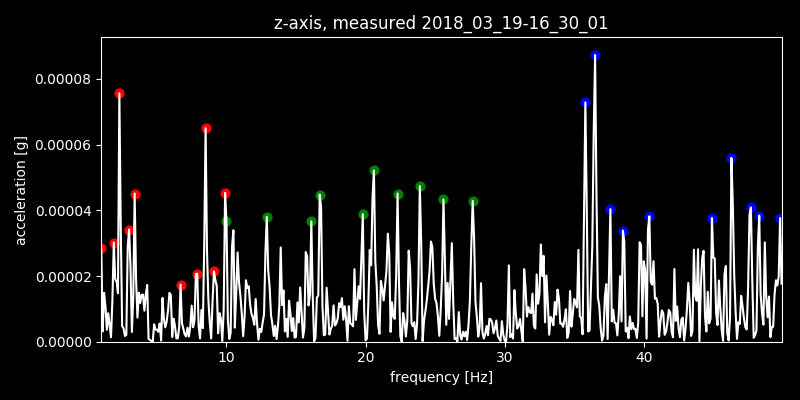 z-axis, measured 2018_03_19-16_30_01
acceleration [g]
0.00008
0.00006
0.00004
0.00002
0.00000
10 20 30 40
frequency [Hz]